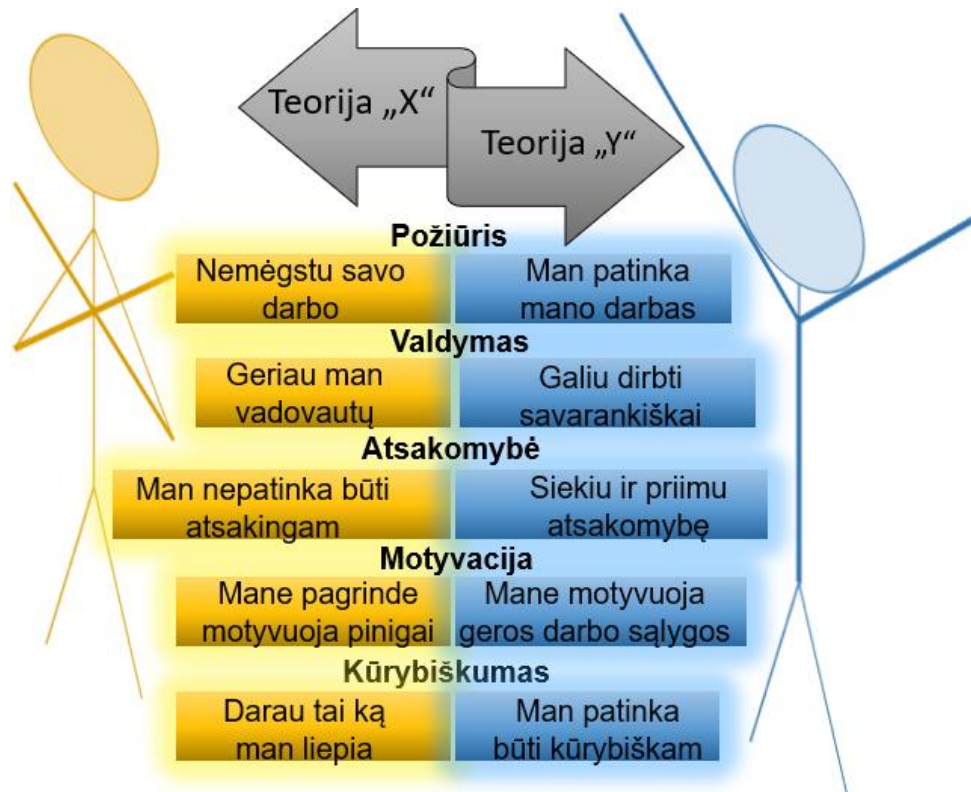 Teorija „X“
Teorija „Y“
Požiūris
Nemėgstu savo
darbo
Man patinka
mano darbas
Valdymas
Geriau man
vadovautų
Galiu dirbti
savarankiškai
Atsakomybė
Man nepatinka būti
atsakingam
Siekiu ir priimu
atsakomybę
Motyvacija
Mane pagrinde
motyvuoja pinigai
Mane motyvuoja
geros darbo sąlygos
Kūrybiškumas
Darau tai ką
man liepia
Man patinka
būti kūrybiškam